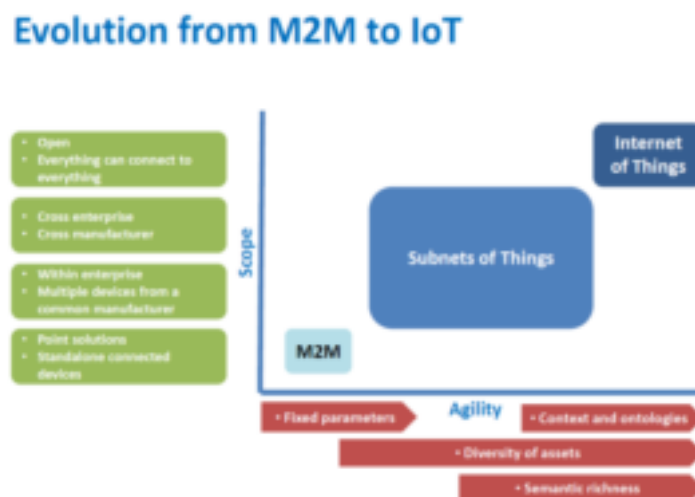 Evolution from M2M to IoT
• Open
• Everything can connect to
everything
• Cross enterprise
• Cross manufacturer
• Within enterprise
• Multiple devices from a
common manufacturer
• Point solutions
• Standalone connected
devices
Scope
Internet
of Things
Subnets of Things
M2M
Agility
• Fixed parameters
• Context and ontologies
• Diversity of assets
• Semantic richness